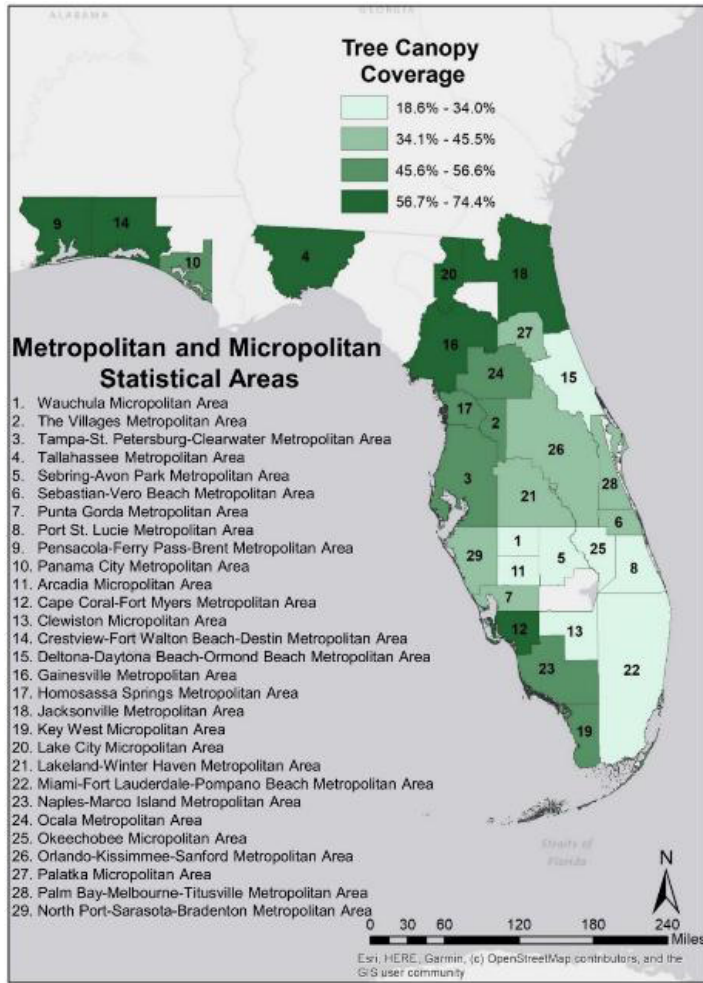 ALABAMA
GEORGIA
Tree Canopy
Coverage
18.6% - 34.0%
34.1% - 45.5%
45.6% - 56.6%
56.7% - 74.4%
9
14
10
4
20
18
27
16
24
15
17
2
26
3
28
21
6
1
25
29
5
8
11
7
12
13
23
22
19
Metropolitan and Micropolitan
Statistical Areas
1. Wauchula Micropolitan Area
2. The Villages Metropolitan Area
3. Tampa-St. Petersburg-Clearwater Metropolitan Area
4. Tallahassee Metropolitan Area
5. Sebring-Avon Park Metropolitan Area
6. Sebastian-Vero Beach Metropolitan Area
7. Punta Gorda Metropolitan Area
8. Port St. Lucie Metropolitan Area
9. Pensacola-Ferry Pass-Brent Metropolitan Area
10. Panama City Metropolitan Area
11. Arcadia Micropolitan Area
12. Cape Coral-Fort Myers Metropolitan Area
13. Clewiston Micropolitan Area
14. Crestview-Fort Walton Beach-Destin Metropolitan Area
15. Deltona-Daytona Beach-Ormond Beach Metropolitan Area
16. Gainesville Metropolitan Area
17. Homosassa Springs Metropolitan Area
18. Jacksonville Metropolitan Area
19. Key West Micropolitan Area
20. Lake City Micropolitan Area
21. Lakeland-Winter Haven Metropolitan Area
22. Miami-Fort Lauderdale-Pompano Beach Metropolitan Area
23. Naples-Marco Island Metropolitan Area
24. Ocala Metropolitan Area
25. Okeechobee Micropolitan Area
26. Orlando-Kissimmee-Sanford Metropolitan Area
27. Palatka Micropolitan Area
28. Palm Bay-Melbourne-Titusville Metropolitan Area
29. North Port-Sarasota-Bradenton Metropolitan Area
Straits of
Florida
N
0 30 60 120 180 240
Miles
Esri, HERE, Garmin, (c) OpenStreetMap contributors, and the
GIS user community